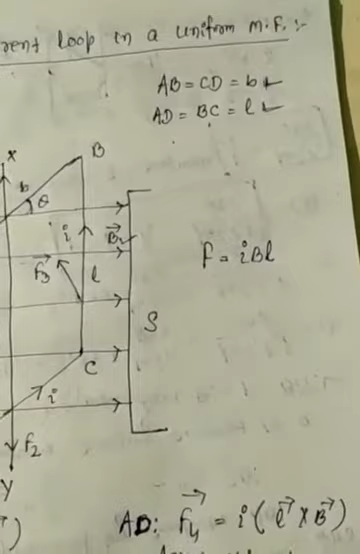 rent loop in a uniform M.F. :-
AB = CD = b
AD = BC = l
x
B
b
θ
i
B
F3
l
F = iBl
S
C
i
F2
y
AD: F4 = i( l × B )